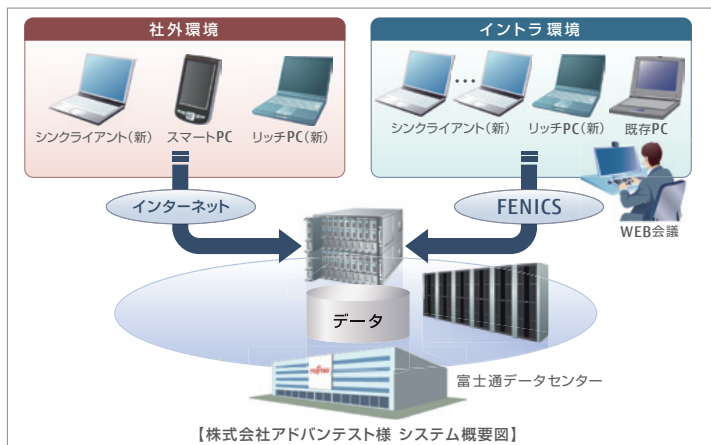 社外環境
シンクライアント(新)
スマートPC
リッチPC(新)
イントラ環境
シンクライアント(新)
リッチPC(新)
既存PC
WEB会議
インターネット
FENICS
データ
FUJITSU
富士通データセンター
【株式会社アドバンテスト様 システム概要図】